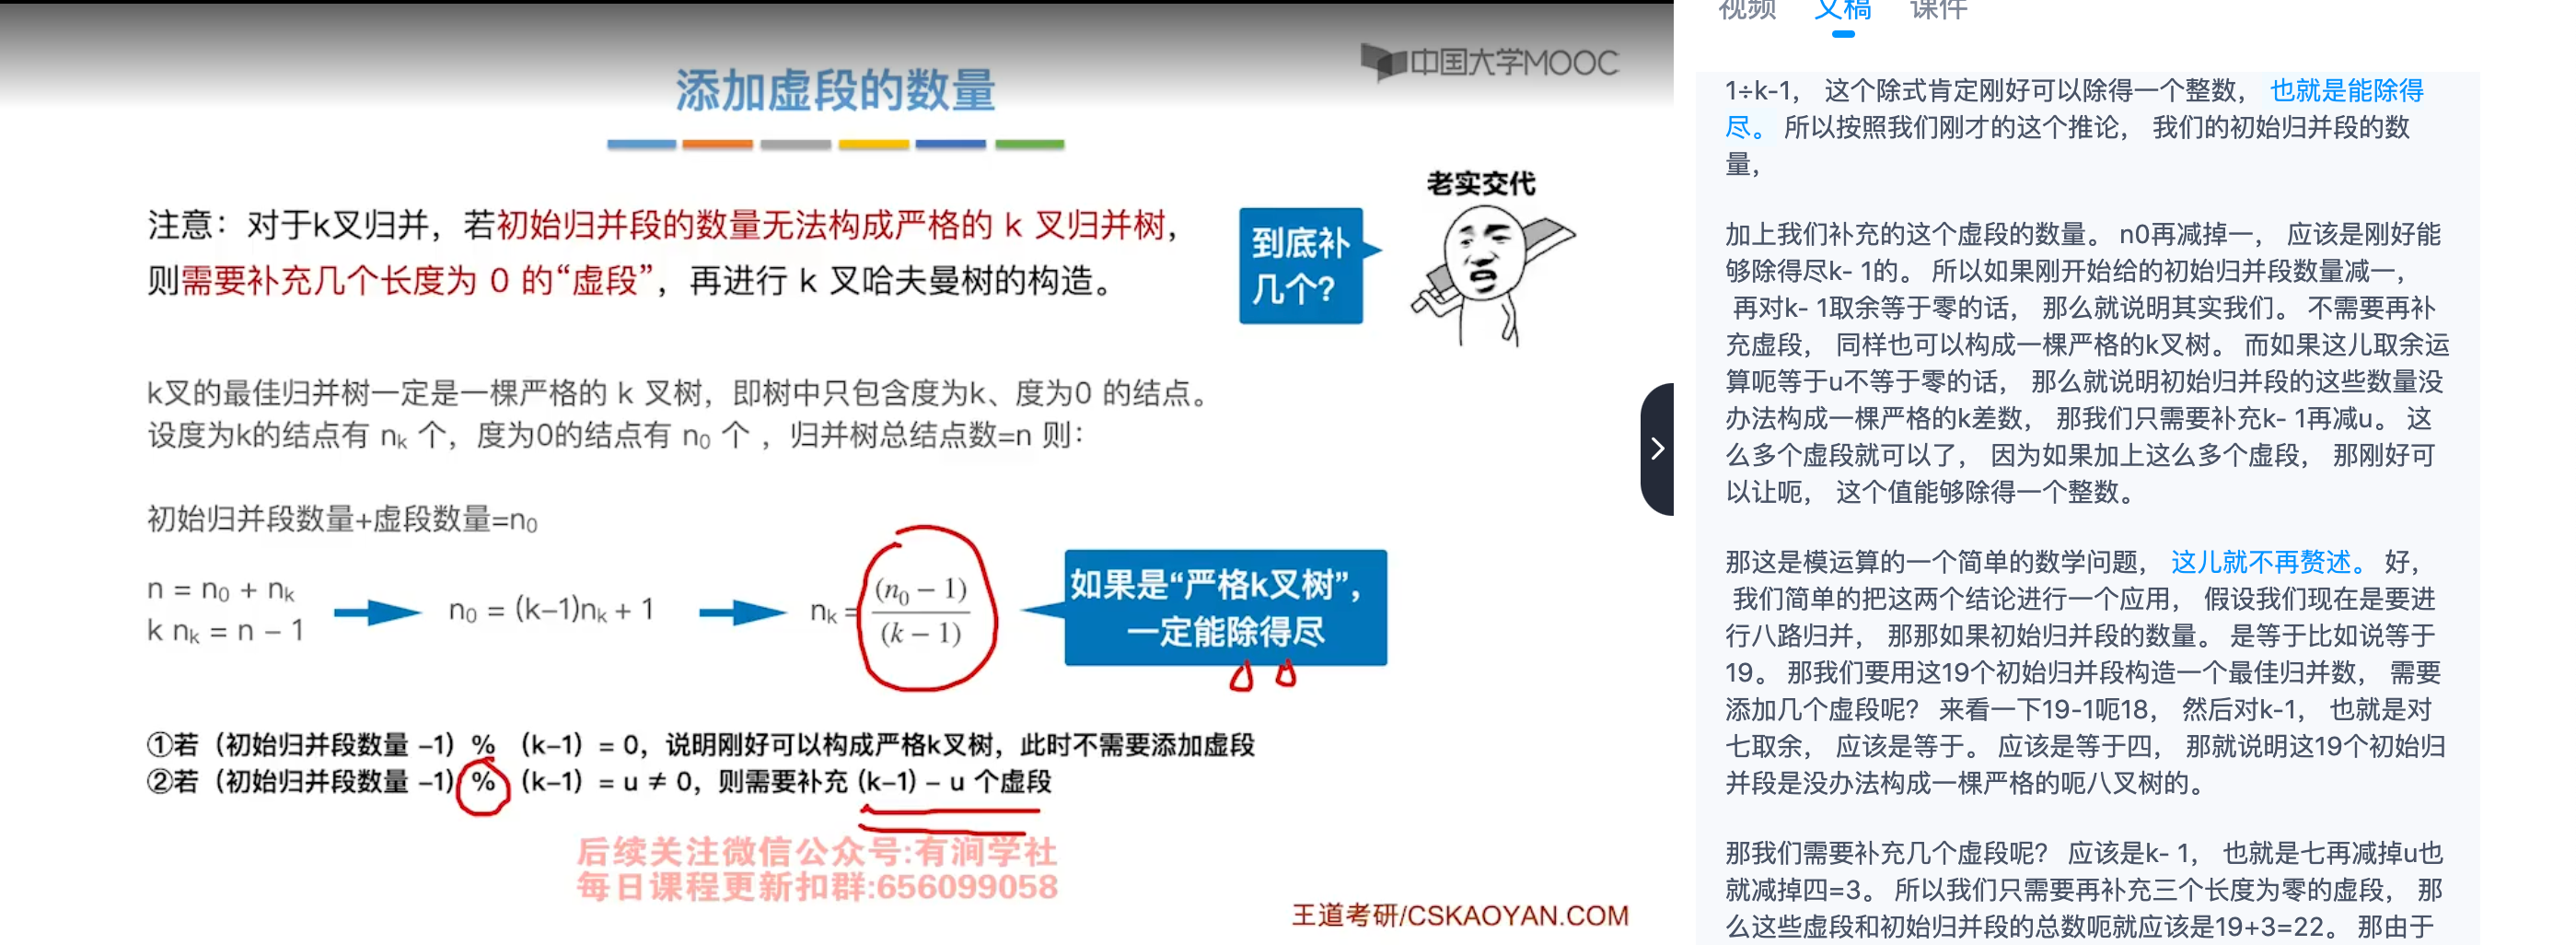 中国大学MOOC
添加虚段的数量
注意：对于k叉归并，若初始归并段的数量无法构成严格的 k 叉归并树，
则需要补充几个长度为 0 的“虚段”，再进行 k 叉哈夫曼树的构造。
到底补
几个?
老实交代
k叉的最佳归并树一定是一棵严格的 k 叉树，即树中只包含度为k、度为0 的结点。
设度为k的结点有 nk 个，度为0的结点有 n0 个 ，归并树总结点数=n 则：
初始归并段数量+虚段数量=n0
n = n0 + nk
k nk = n − 1
n0 = (k−1)nk + 1
nk = (n0 − 1)
(k − 1)
如果是“严格k叉树”，
一定能除得尽
①若（初始归并段数量 −1）%（k−1）= 0，说明刚好可以构成严格k叉树，此时不需要添加虚段
②若（初始归并段数量 −1）%（k−1）= u ≠ 0，则需要补充 (k−1) − u 个虚段
后续关注微信公众号:有涧学社
每日课程更新扣群:656099058
王道考研/CSKAOYAN.COM
视频 文稿 课件
1÷k-1， 这个除式肯定刚好可以除得一个整数， 也就是能除得
尽。 所以按照我们刚才的这个推论， 我们的初始归并段的数
量，
加上我们补充的这个虚段的数量。 n0再减掉一， 应该是刚好能
够除得尽k- 1的。 所以如果刚开始给的初始归并段数量减一，
再对k- 1取余等于零的话， 那么就说明其实我们。 不需要再补
充虚段， 同样也可以构成一棵严格的k叉树。 而如果这儿取余运
算呃等于u不等于零的话， 那么就说明初始归并段的这些数量没
办法构成一棵严格的k差数， 那我们只需要补充k- 1再减u。 这
么多个虚段就可以了， 因为如果加上这么多个虚段， 那刚好可
以让呃， 这个值能够除得一个整数。
那这是模运算的一个简单的数学问题， 这儿就不再赘述。 好，
我们简单的把这两个结论进行一个应用， 假设我们现在是要进
行八路归并， 那那如果初始归并段的数量。 是等于比如说等于
19。 那我们要用这19个初始归并段构造一个最佳归并数， 需要
添加几个虚段呢? 来看一下19-1呃18， 然后对k-1， 也就是对
七取余， 应该是等于。 应该是等于四， 那就说明这19个初始归
并段是没办法构成一棵严格的呃八叉树的。
那我们需要补充几个虚段呢? 应该是k- 1， 也就是七再减掉u也
就减掉四=3。 所以我们只需要再补充三个长度为零的虚段， 那
么这些虚段和初始归并段的总数呃就应该是19+3=22。 那由于